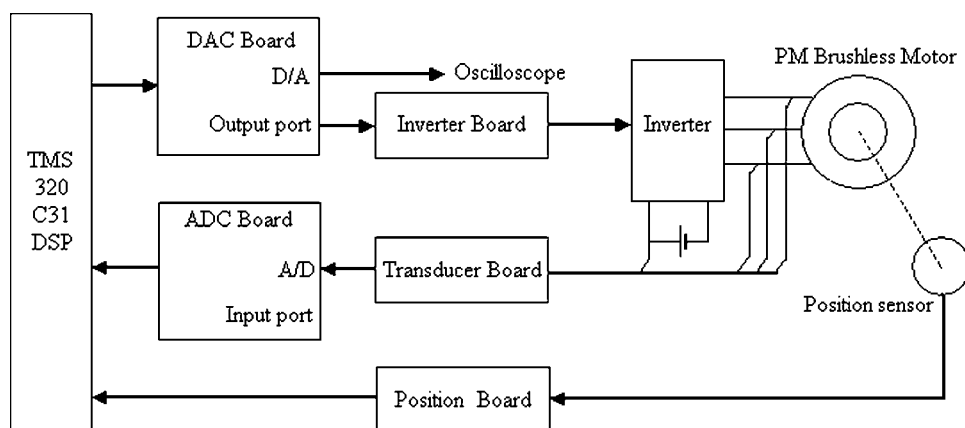 TMS
320
C31
DSP
DAC Board
D/A
Output port
Oscilloscope
Inverter Board
Inverter
PM Brushless Motor
ADC Board
A/D
Input port
Transducer Board
Position sensor
Position Board